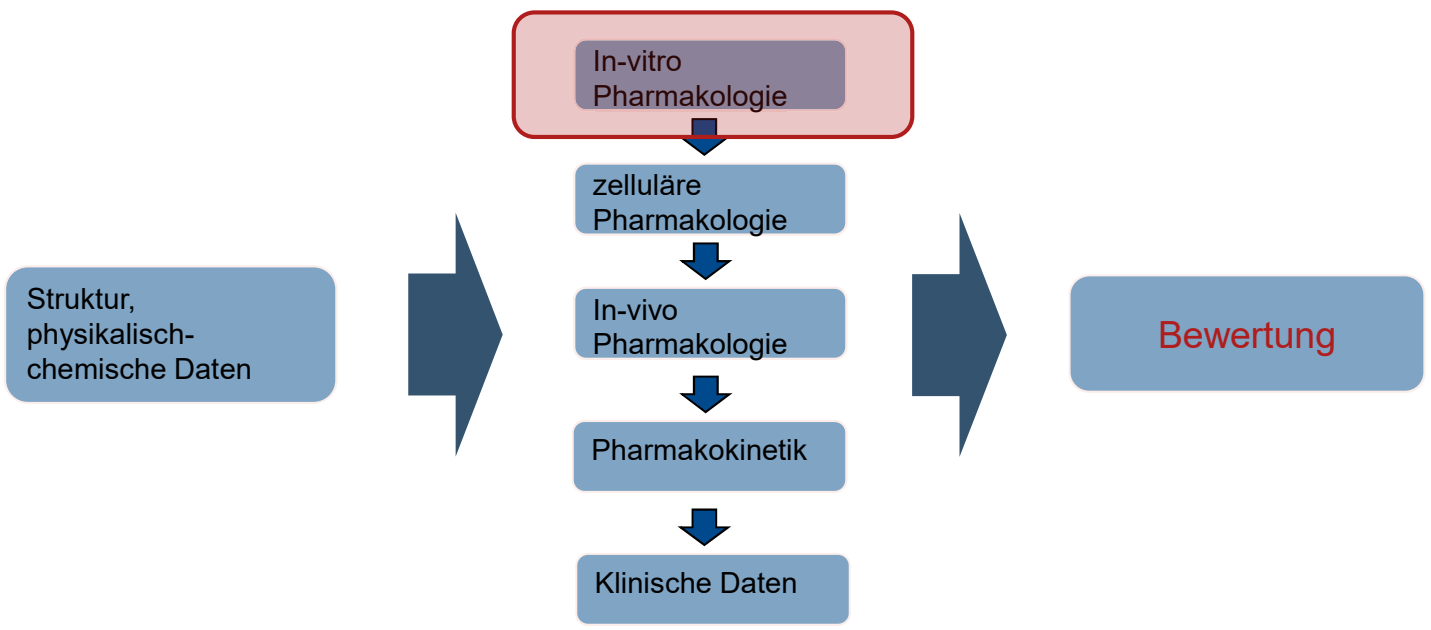 In-vitro
Pharmakologie
zelluläre
Pharmakologie
Struktur,
physikalisch-
chemische Daten
In-vivo
Pharmakologie
Bewertung
Pharmakokinetik
Klinische Daten